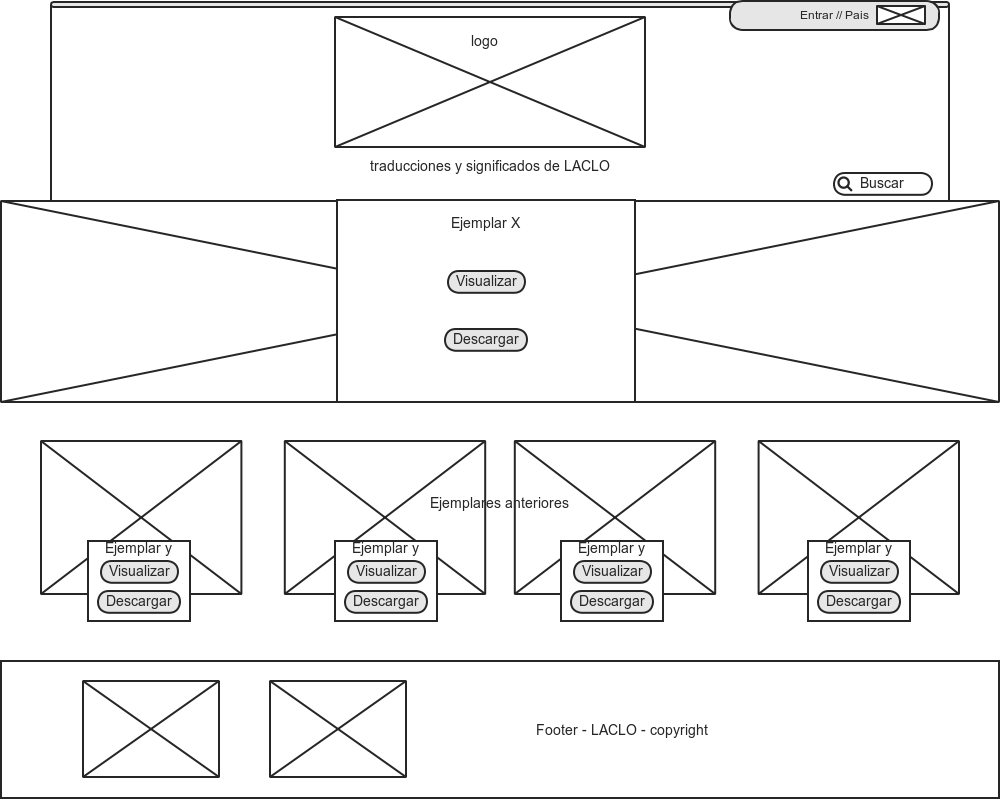 Entrar // Pais
logo
traducciones y significados de LACLO
Buscar
Ejemplar X
Visualizar
Descargar
Ejemplares anteriores
Ejemplar y
Visualizar
Descargar
Ejemplar y
Visualizar
Descargar
Ejemplar y
Visualizar
Descargar
Ejemplar y
Visualizar
Descargar
Footer - LACLO - copyright